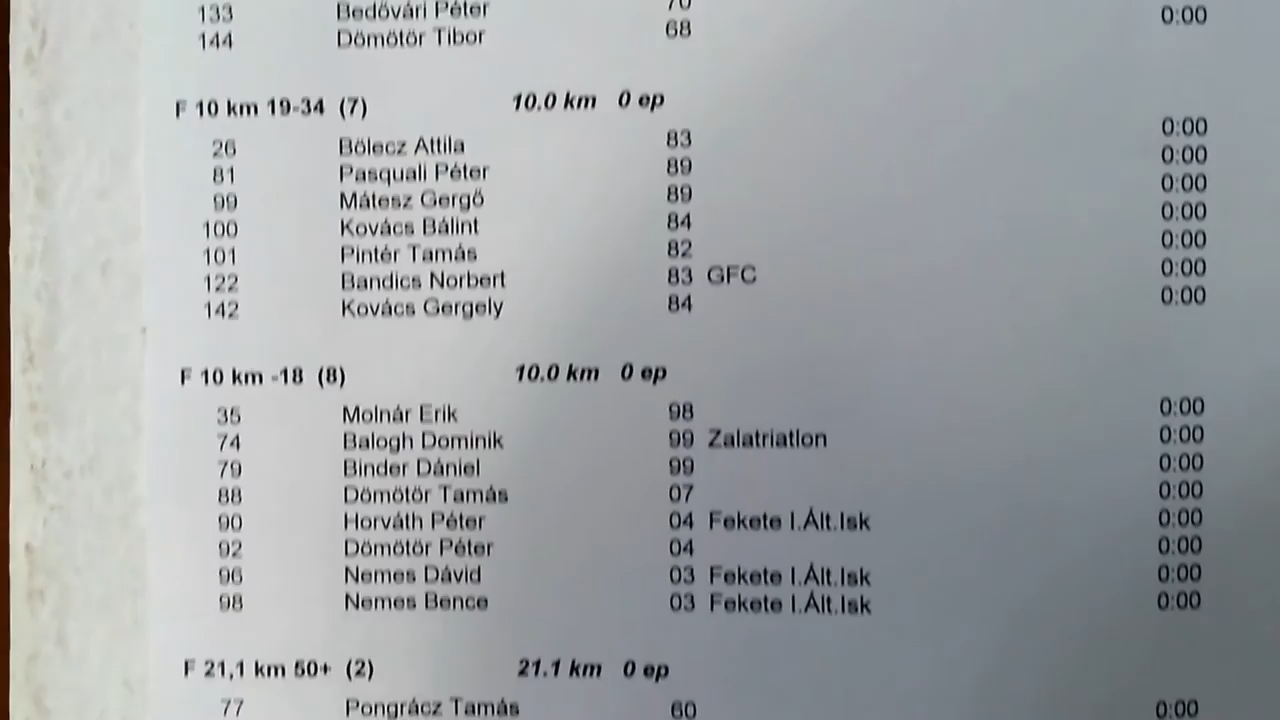 133 Bedővári Péter 70 0:00
144 Dömötör Tibor 68
F 10 km 19-34 (7) 10.0 km 0 ep
26 Bölecz Attila 83 0:00
81 Pasquali Péter 89 0:00
99 Mátesz Gergő 89 0:00
100 Kovács Bálint 84 0:00
101 Pintér Tamás 82 0:00
122 Bandics Norbert 83 GFC 0:00
142 Kovács Gergely 84 0:00
F 10 km -18 (8) 10.0 km 0 ep
35 Molnár Erik 98 0:00
74 Balogh Dominik 99 Zalatriatlon 0:00
79 Binder Dániel 99 0:00
88 Dömötör Tamás 07 0:00
90 Horváth Péter 04 Fekete I.Ált.Isk 0:00
92 Dömötör Péter 04 0:00
96 Nemes Dávid 03 Fekete I.Ált.Isk 0:00
98 Nemes Bence 03 Fekete I.Ált.Isk 0:00
F 21,1 km 50+ (2) 21.1 km 0 ep
77 Pongrácz Tamás 60 0:00